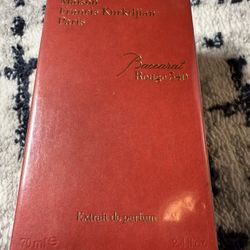 Maison
Francis Kurkdjian
Paris
Baccarat
Rouge 540
Extrait de parfum
70 ml ℮